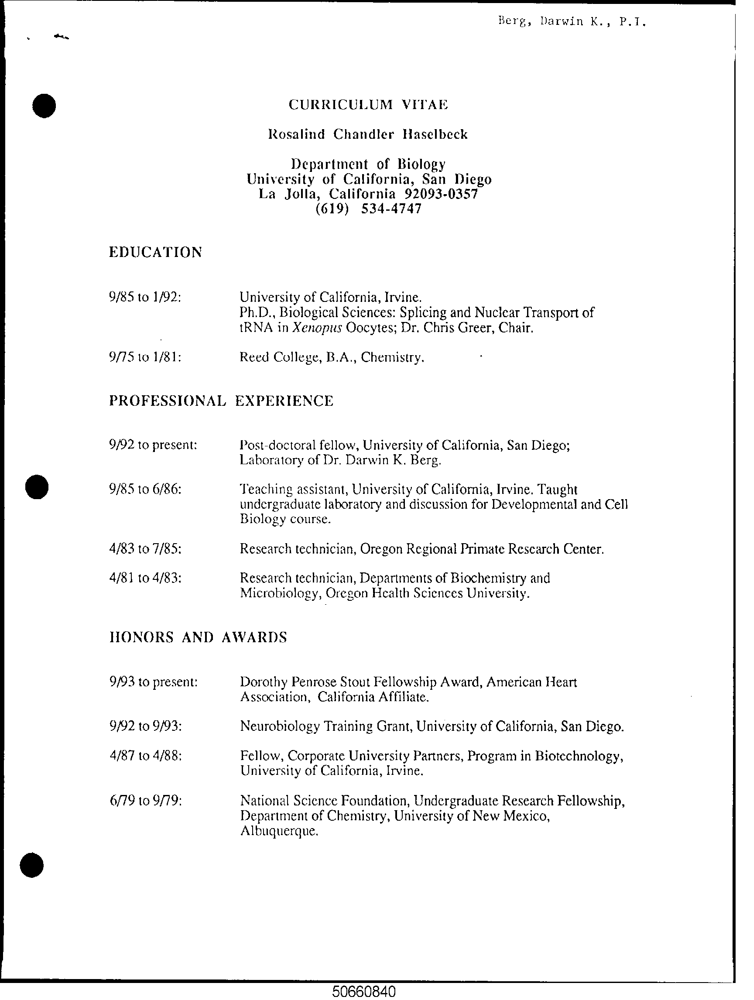 Berg, Darwin K., P.I.
CURRICULUM VITAE
Rosalind Chandler Haselbeck
Department of Biology
University of California, San Diego
La Jolla, California 92093-0357
(619) 534-4747
EDUCATION
9/85 to 1/92: University of California, Irvine.
Ph.D., Biological Sciences: Splicing and Nuclear Transport of
tRNA in Xenopus Oocytes; Dr. Chris Greer, Chair.
9/75 to 1/81: Reed College, B.A., Chemistry.
PROFESSIONAL EXPERIENCE
9/92 to present: Post-doctoral fellow, University of California, San Diego;
Laboratory of Dr. Darwin K. Berg.
9/85 to 6/86: Teaching assistant, University of California, Irvine. Taught
undergraduate laboratory and discussion for Developmental and Cell
Biology course.
4/83 to 7/85: Research technician, Oregon Regional Primate Research Center.
4/81 to 4/83: Research technician, Departments of Biochemistry and
Microbiology, Oregon Health Sciences University.
HONORS AND AWARDS
9/93 to present: Dorothy Penrose Stout Fellowship Award, American Heart
Association, California Affiliate.
9/92 to 9/93: Neurobiology Training Grant, University of California, San Diego.
4/87 to 4/88: Fellow, Corporate University Partners, Program in Biotechnology,
University of California, Irvine.
6/79 to 9/79: National Science Foundation, Undergraduate Research Fellowship,
Department of Chemistry, University of New Mexico,
Albuquerque.
50660840